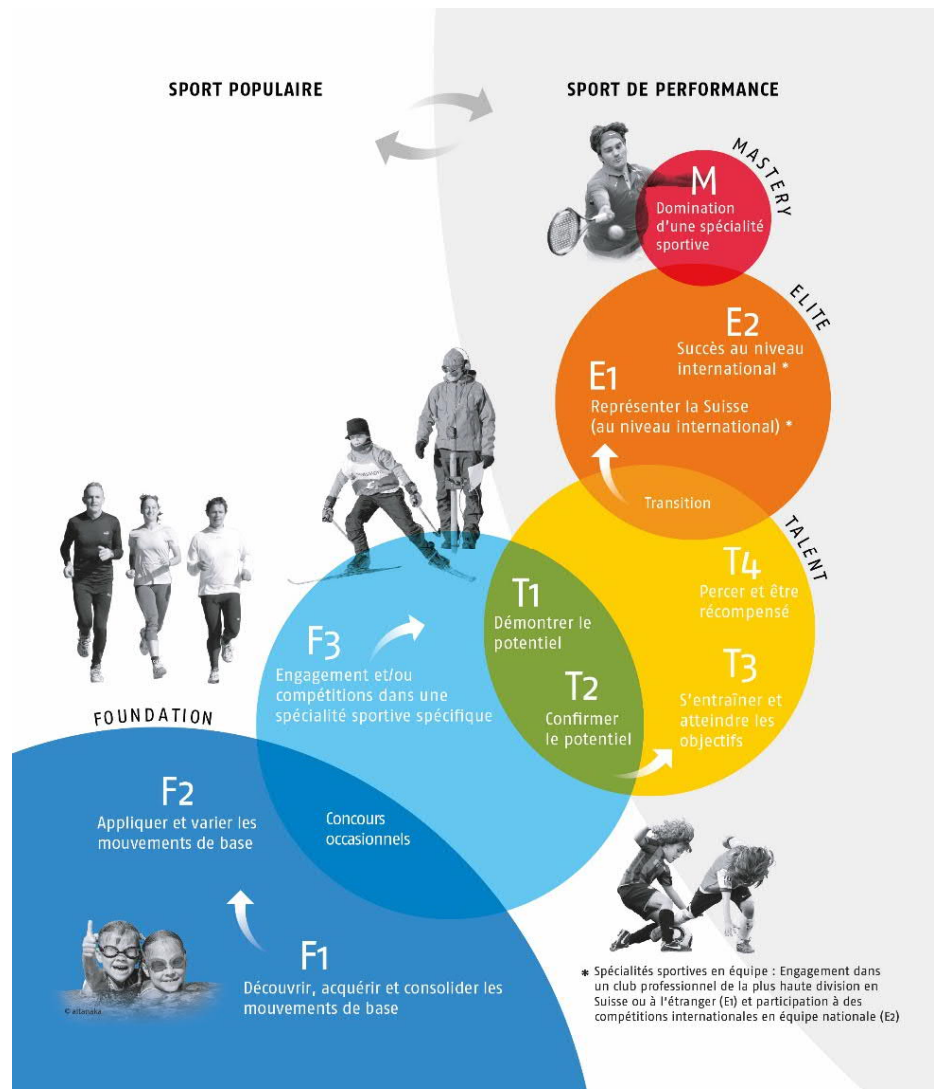 SPORT POPULAIRE
SPORT DE PERFORMANCE
MASTERY
M
Domination
d'une spécialité
sportive
ELITE
E2
Succès au niveau
international *
E1
Représenter la Suisse
(au niveau international) *
Transition
TALENT
T4
Percer et être
récompensé
T1
Démontrer le
potentiel
F3
Engagement et/ou
compétitions dans une
spécialité sportive spécifique
T3
S'entraîner et
atteindre les
objectifs
T2
Confirmer
le potentiel
FOUNDATION
F2
Appliquer et varier les
mouvements de base
Concours
occasionnels
F1
Découvrir, acquérir et consolider les
mouvements de base
© attanaka
* Spécialités sportives en équipe : Engagement dans
un club professionnel de la plus haute division en
Suisse ou à l'étranger (E1) et participation à des
compétitions internationales en équipe nationale (E2)